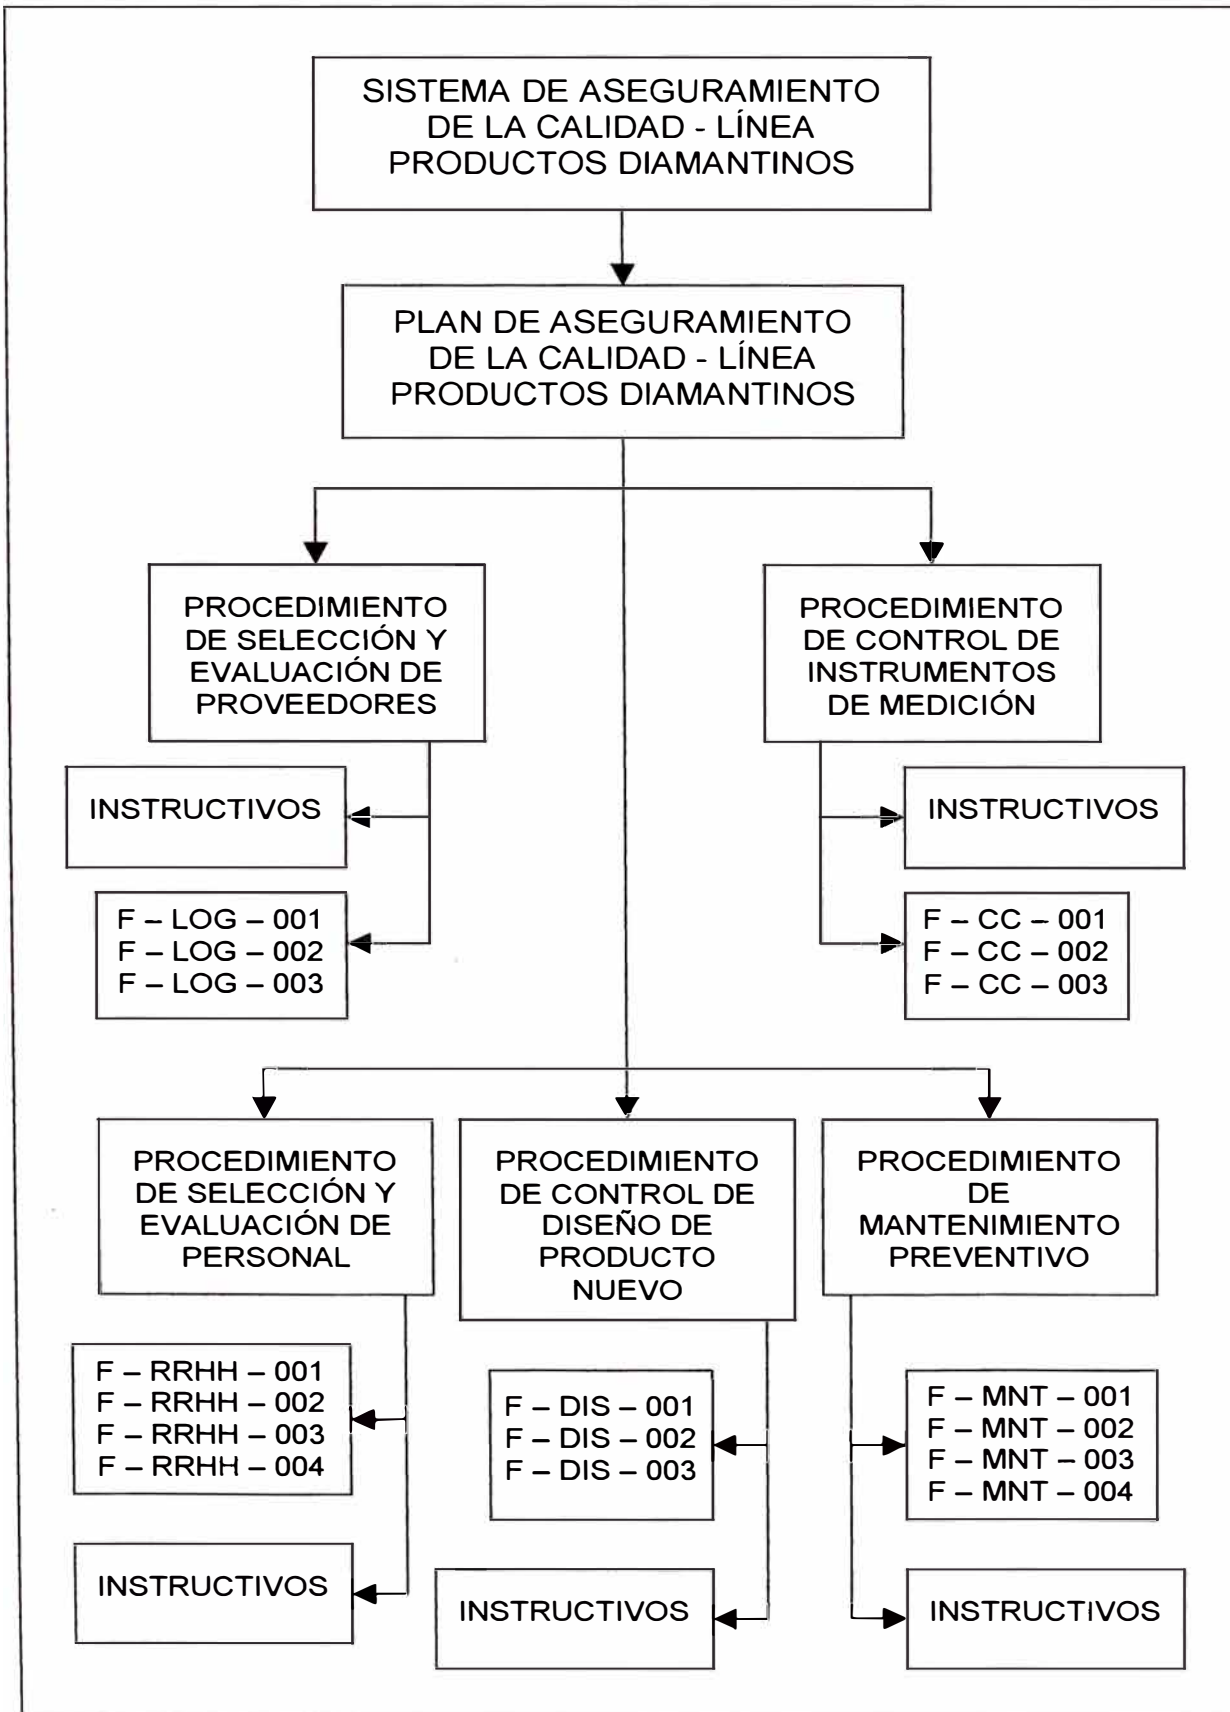 SISTEMA DE ASEGURAMIENTO
DE LA CALIDAD - LÍNEA
PRODUCTOS DIAMANTINOS
PLAN DE ASEGURAMIENTO
DE LA CALIDAD - LÍNEA
PRODUCTOS DIAMANTINOS
PROCEDIMIENTO
DE SELECCIÓN Y
EVALUACIÓN DE
PROVEEDORES
PROCEDIMIENTO
DE CONTROL DE
INSTRUMENTOS
DE MEDICIÓN
INSTRUCTIVOS
INSTRUCTIVOS
F – LOG – 001
F – LOG – 002
F – LOG – 003
F – CC – 001
F – CC – 002
F – CC – 003
PROCEDIMIENTO
DE SELECCIÓN Y
EVALUACIÓN DE
PERSONAL
PROCEDIMIENTO
DE CONTROL DE
DISEÑO DE
PRODUCTO
NUEVO
PROCEDIMIENTO
DE
MANTENIMIENTO
PREVENTIVO
F – RRHH – 001
F – RRHH – 002
F – RRHH – 003
F – RRHH – 004
F – DIS – 001
F – DIS – 002
F – DIS – 003
F – MNT – 001
F – MNT – 002
F – MNT – 003
F – MNT – 004
INSTRUCTIVOS
INSTRUCTIVOS
INSTRUCTIVOS